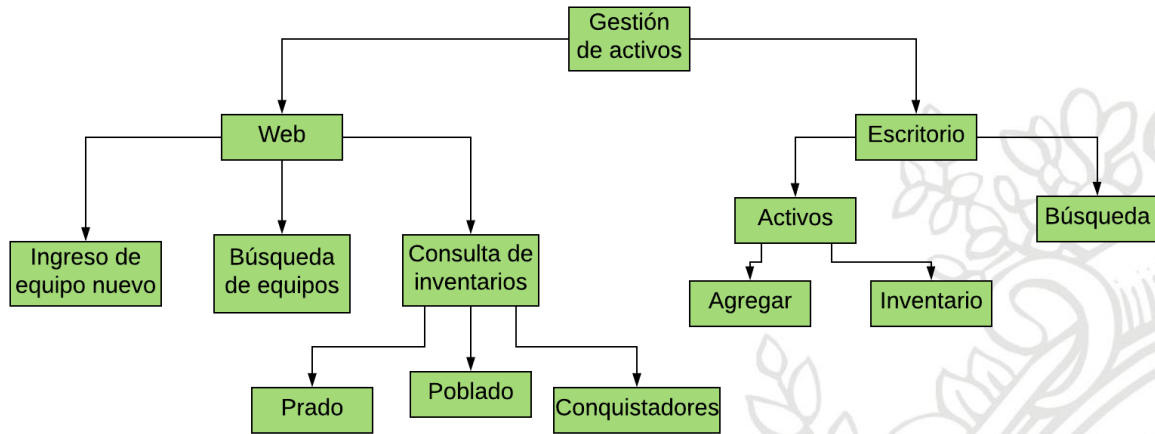 Gestión
de activos
Web
Escritorio
Ingreso de
equipo nuevo
Búsqueda
de equipos
Consulta de
inventarios
Activos
Búsqueda
Agregar
Inventario
Prado
Poblado
Conquistadores